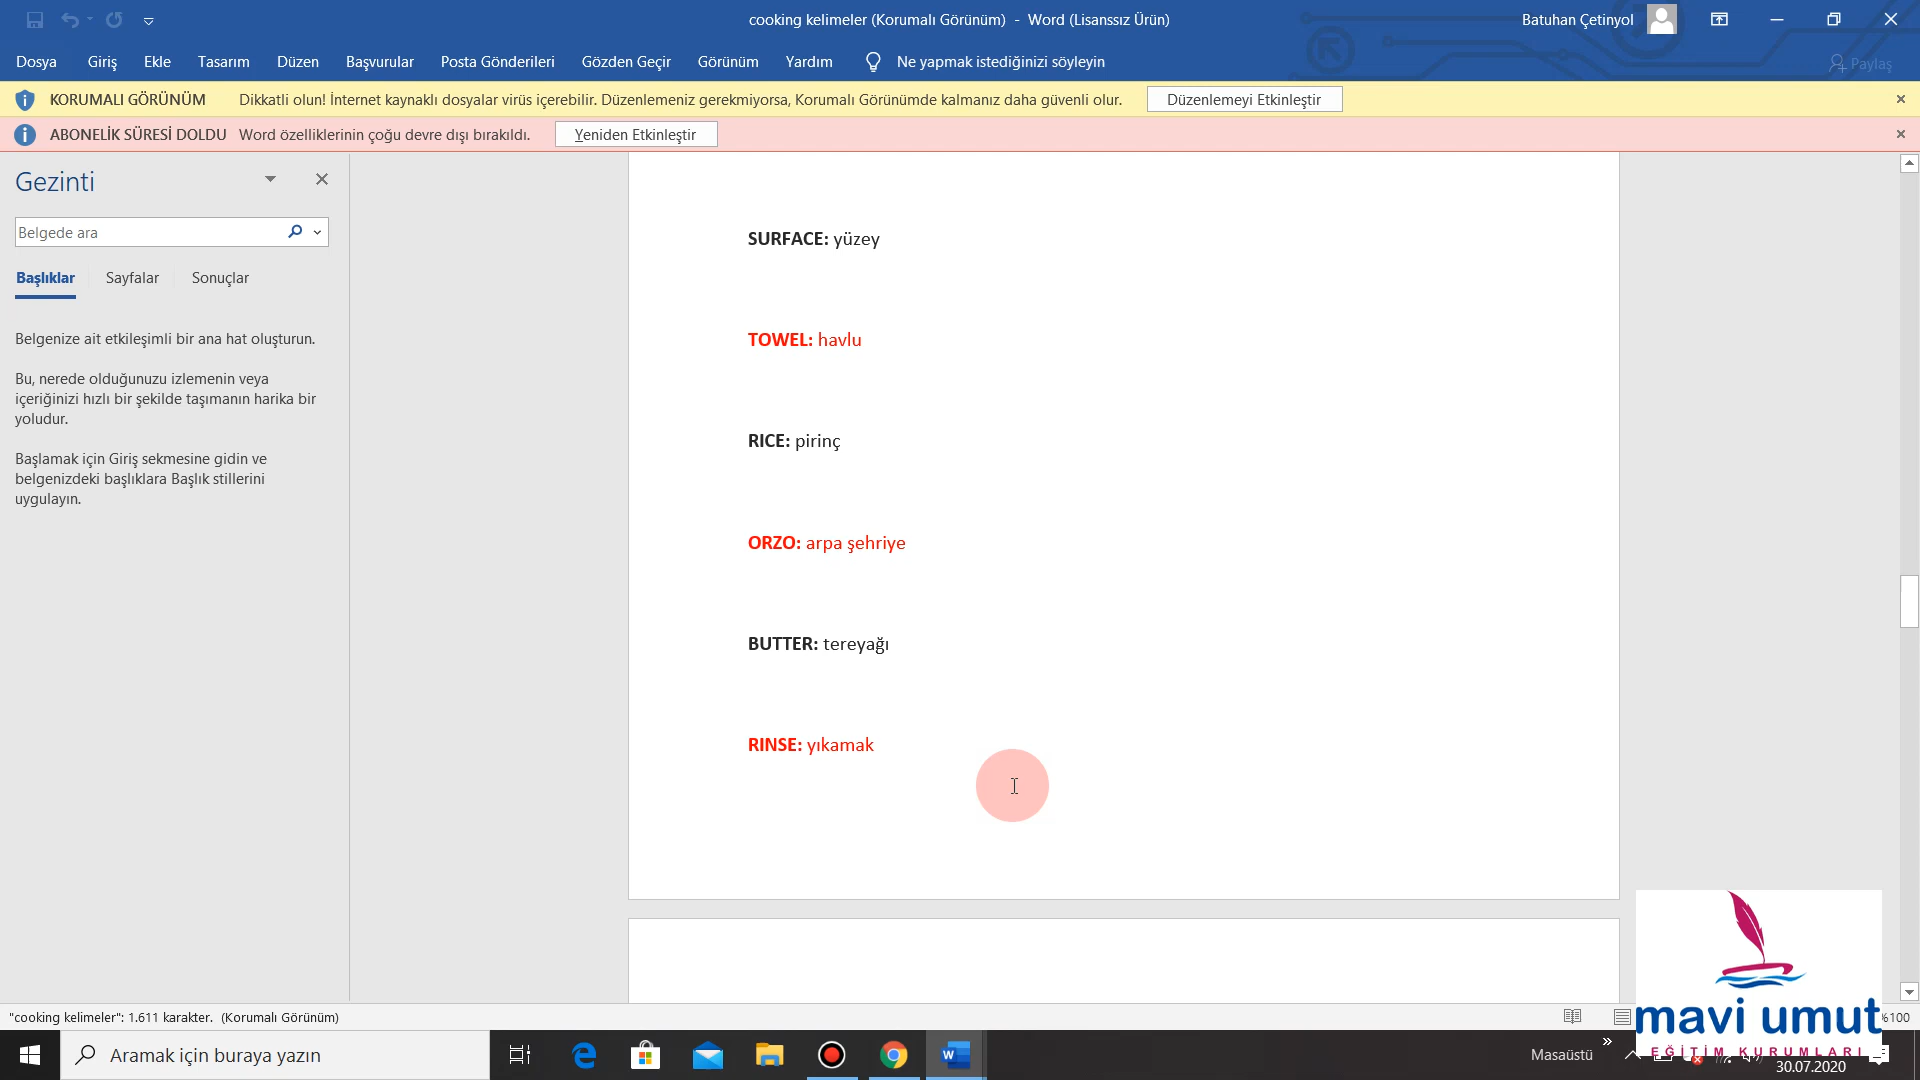 cooking kelimeler (Korumalı Görünüm) - Word (Lisanssız Ürün)
Batuhan Çetinyol
Dosya Giriş Ekle Tasarım Düzen Başvurular Posta Gönderileri Gözden Geçir Görünüm Yardım Ne yapmak istediğinizi söyleyin Paylaş
KORUMALI GÖRÜNÜM Dikkatli olun! İnternet kaynaklı dosyalar virüs içerebilir. Düzenlemeniz gerekmiyorsa, Korumalı Görünümde kalmanız daha güvenli olur. Düzenlemeyi Etkinleştir
ABONELİK SÜRESİ DOLDU Word özelliklerinin çoğu devre dışı bırakıldı. Yeniden Etkinleştir
Gezinti
Belgede ara
Başlıklar Sayfalar Sonuçlar
Belgenize ait etkileşimli bir ana hat oluşturun.
Bu, nerede olduğunuzu izlemenin veya
içeriğinizi hızlı bir şekilde taşımanın harika bir
yoludur.
Başlamak için Giriş sekmesine gidin ve
belgenizdeki başlıklara Başlık stillerini
uygulayın.
SURFACE: yüzey
TOWEL: havlu
RICE: pirinç
ORZO: arpa şehriye
BUTTER: tereyağı
RINSE: yıkamak
"cooking kelimeler": 1.611 karakter. (Korumalı Görünüm)
%100
mavi umut
EĞİTİM KURUMLARI
Aramak için buraya yazın
Masaüstü
30.07.2020